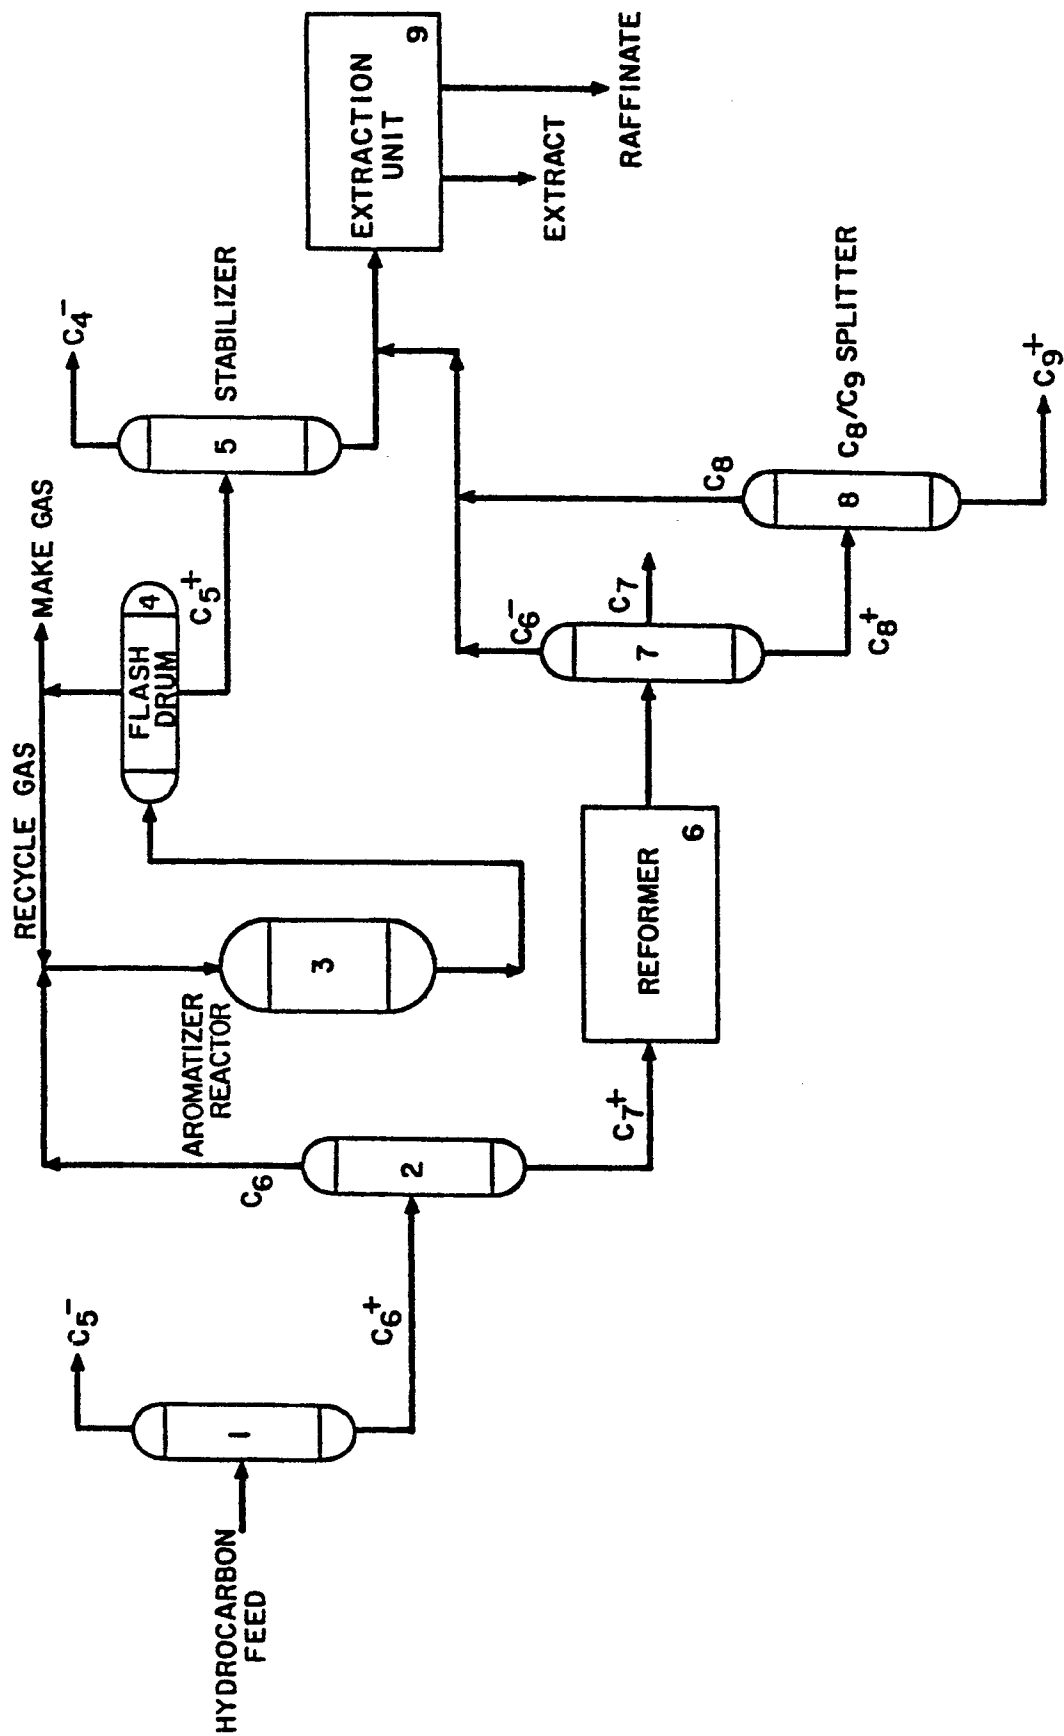 HYDROCARBON
FEED
1
C5-
C6+
2
C6
C7+
AROMATIZER
REACTOR
3
RECYCLE GAS
MAKE GAS
FLASH
DRUM
4
C5+
5
STABILIZER
C4-
REFORMER
6
7
C6-
C7
C8+
8
C8
C8/C9 SPLITTER
C9+
EXTRACTION
UNIT
9
EXTRACT
RAFFINATE